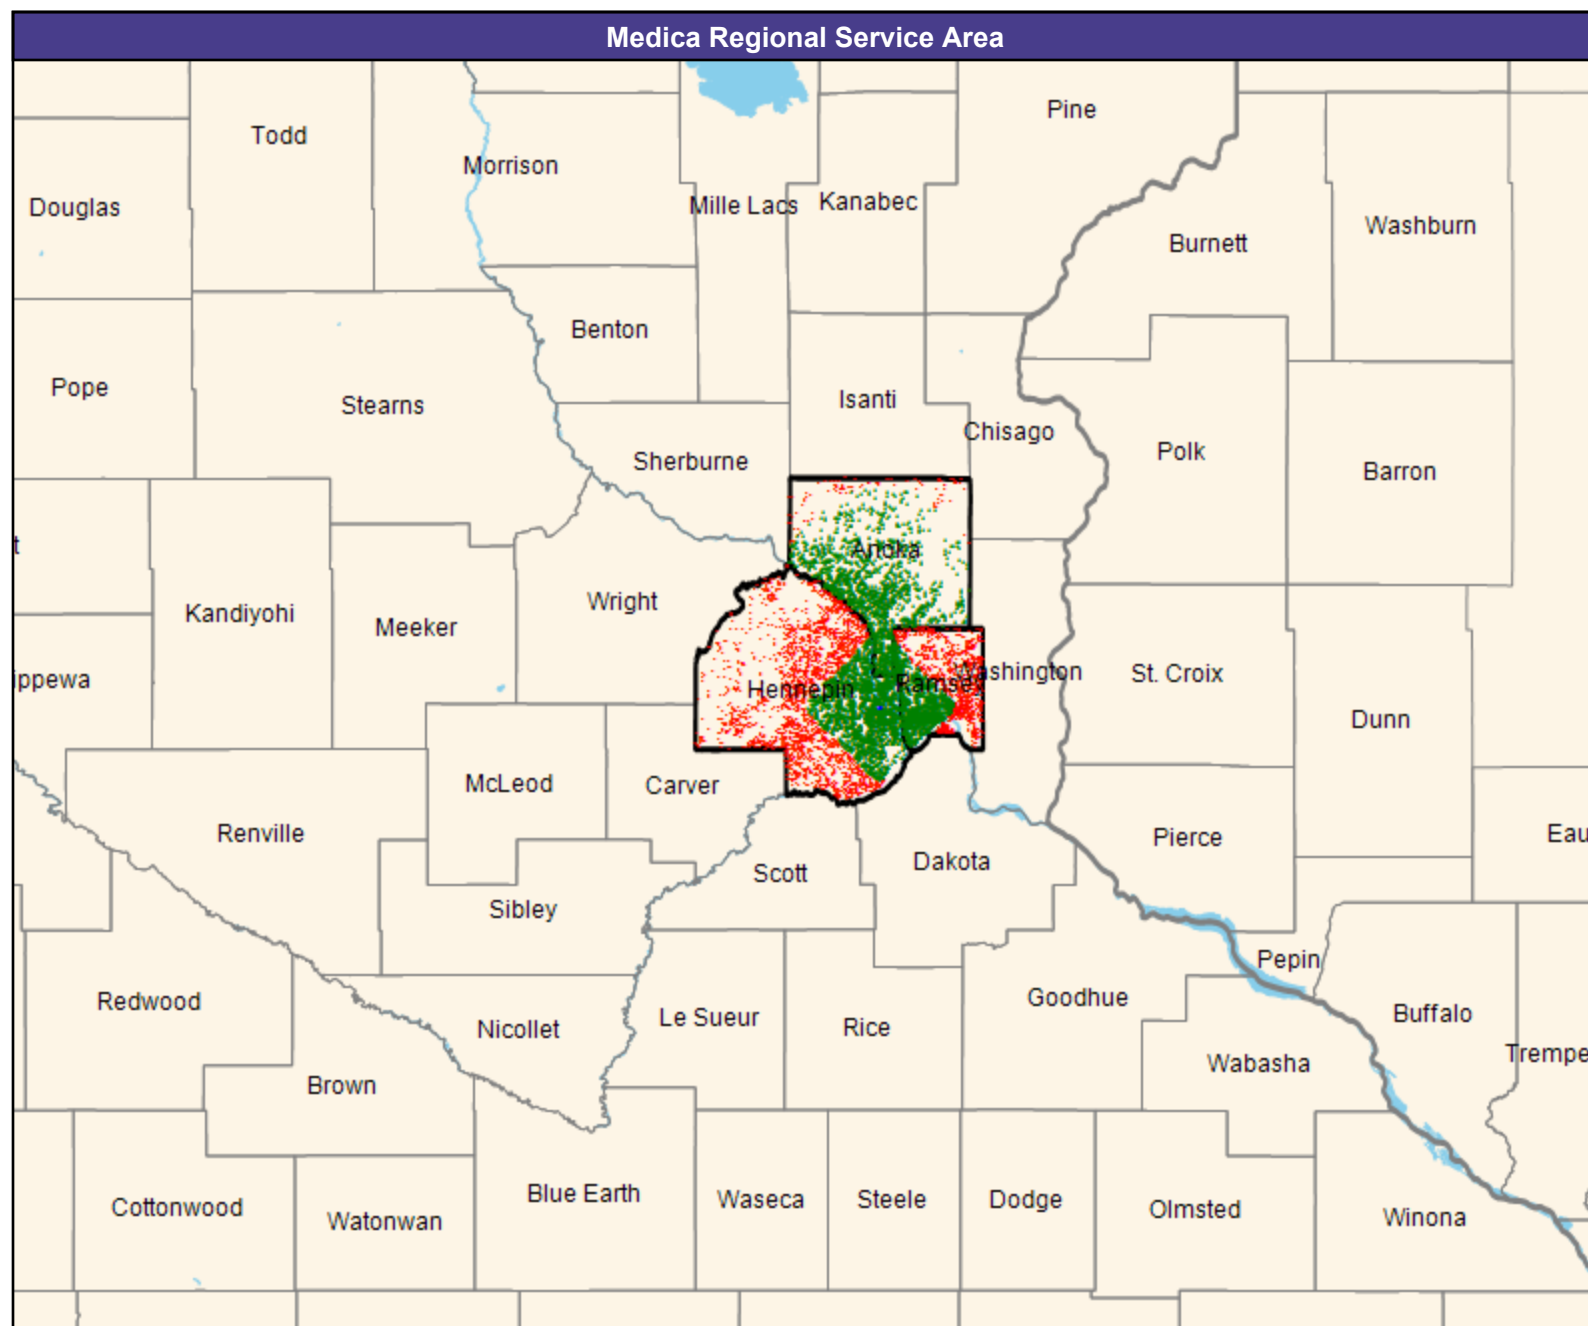 Medica Regional Service Area
Pine
Todd
Morrison
Douglas
Mille Lacs
Kanabec
Washburn
Burnett
Benton
Pope
Stearns
Isanti
Chisago
Polk
Sherburne
Barron
t
Anoka
Wright
Kandiyohi
Meeker
ippewa
Hennepin
Ramsey
Washington
St. Croix
Dunn
McLeod
Carver
Renville
Pierce
Eau
Scott
Dakota
Sibley
Pepin
Redwood
Goodhue
Buffalo
Nicollet
Le Sueur
Rice
Trempe
Wabasha
Brown
Blue Earth
Waseca
Steele
Dodge
Cottonwood
Olmsted
Watonwan
Winona